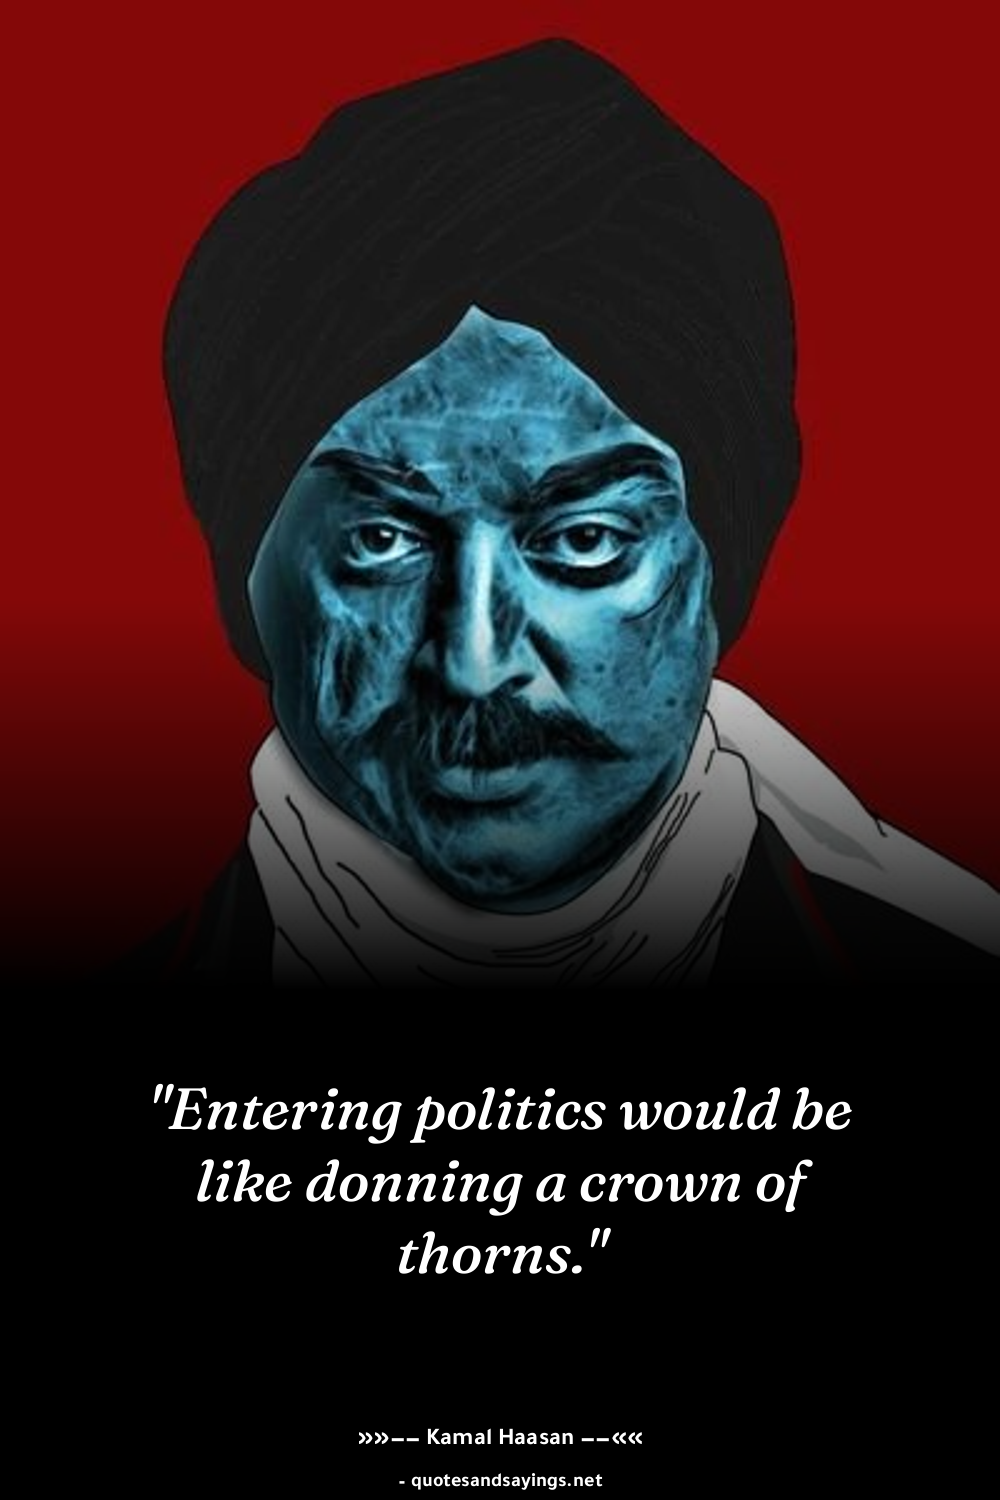 "Entering politics would be
like donning a crown of
thorns."
»»–– Kamal Haasan ––««
- quotesandsayings.net